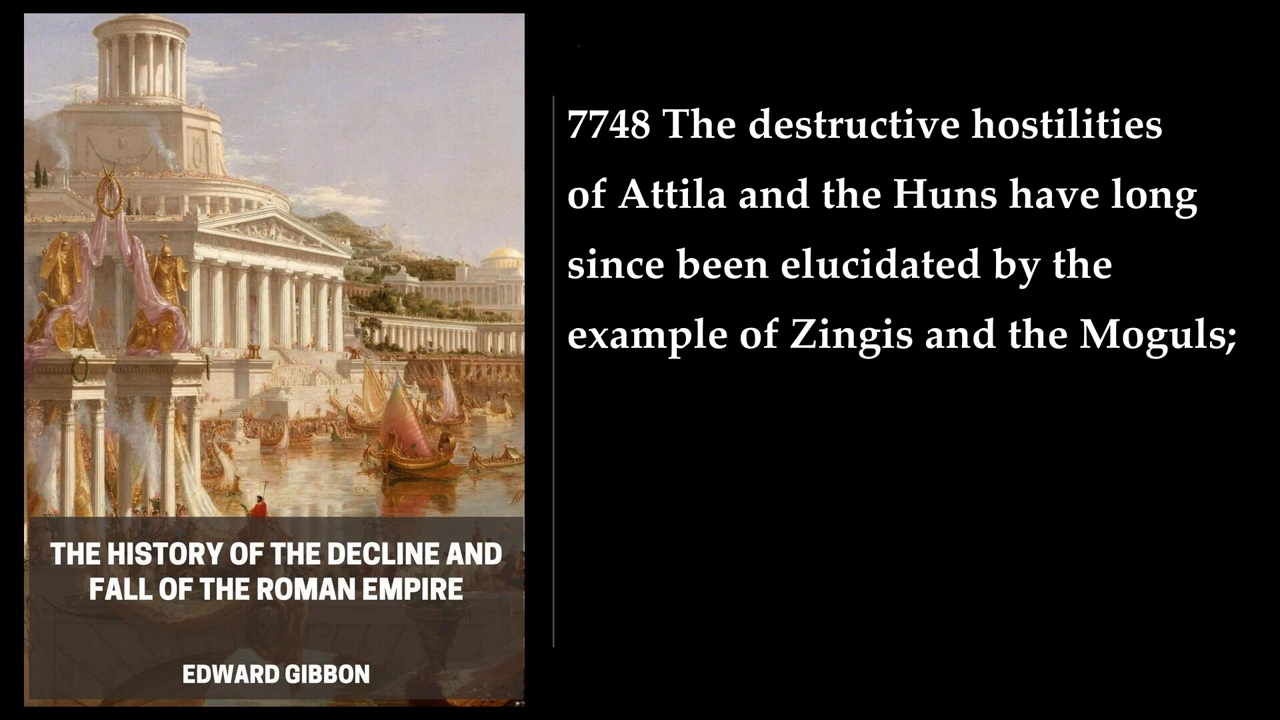 7748 The destructive hostilities
of Attila and the Huns have long
since been elucidated by the
example of Zingis and the Moguls;
THE HISTORY OF THE DECLINE AND
FALL OF THE ROMAN EMPIRE
EDWARD GIBBON